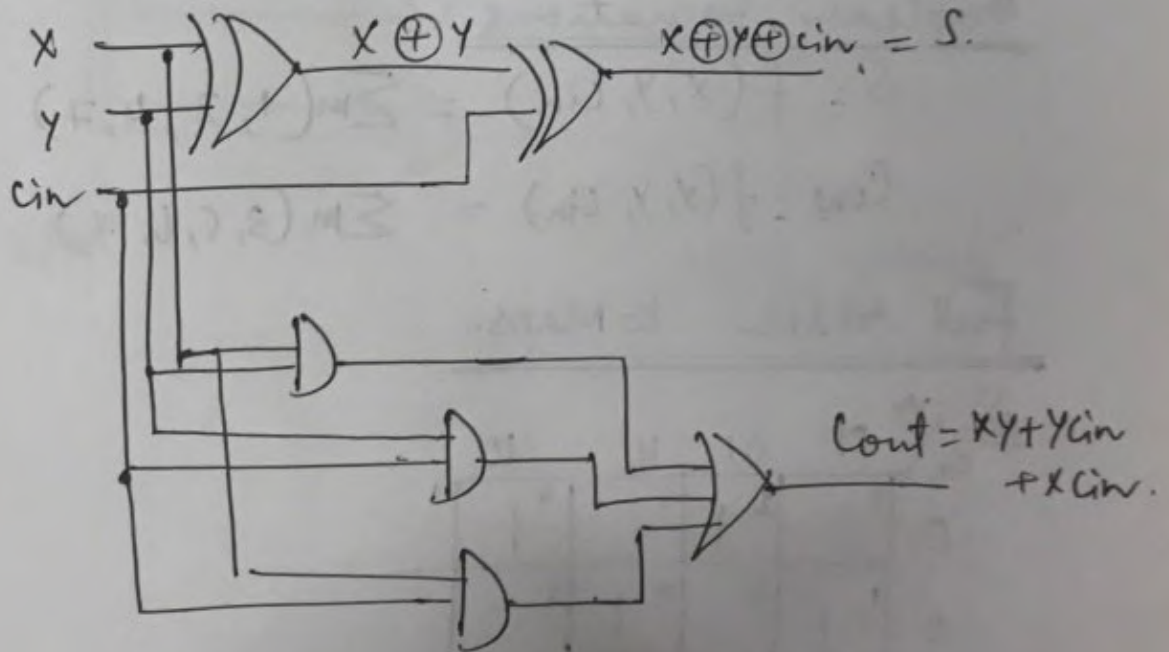 X
Y
Cin
X ⊕ Y
X⊕Y⊕Cin = S.
Cout = XY + YCin
+ XCin.